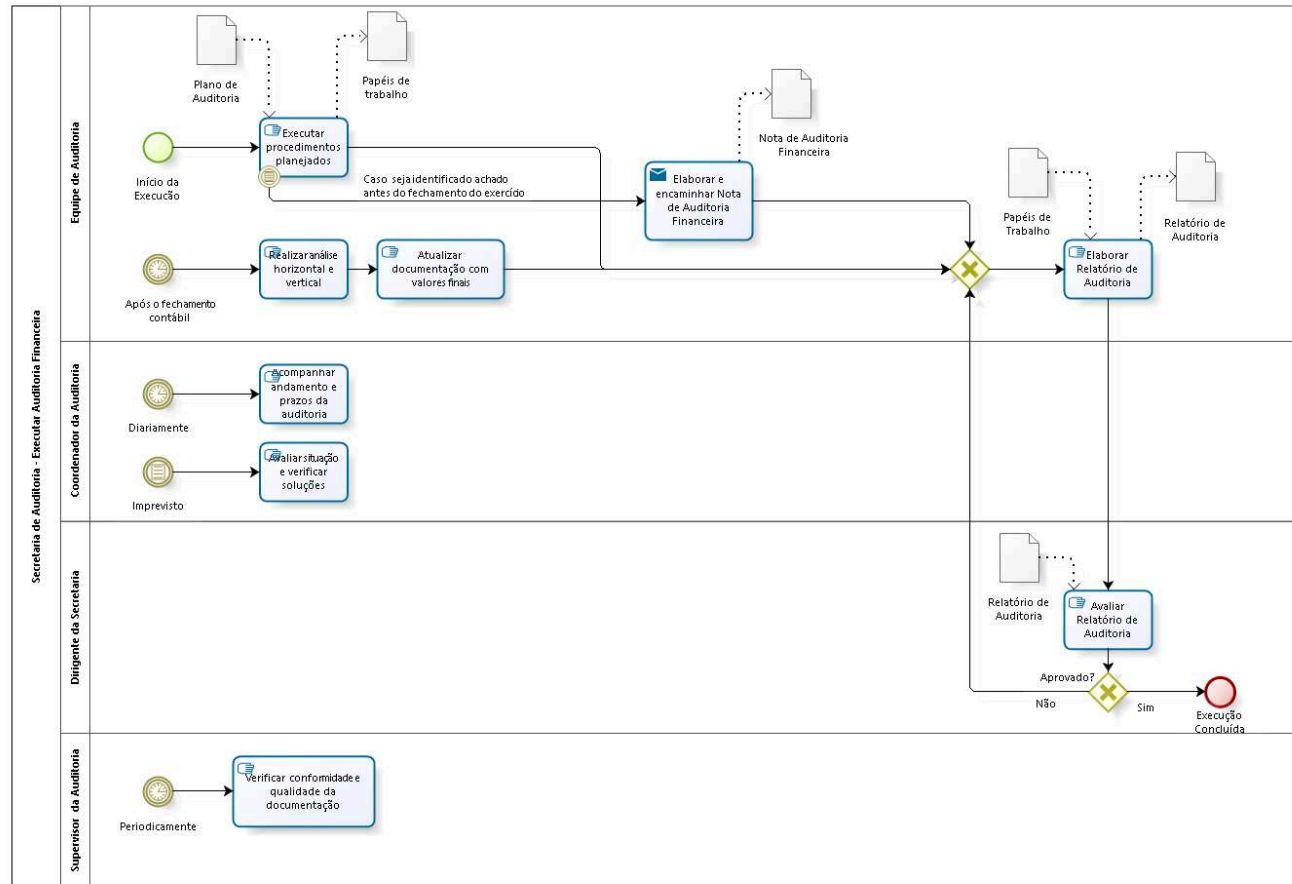 Secretaria de Auditoria - Executar Auditoria Financeira
Equipe de Auditoria
Plano de
Auditoria
Papéis de
trabalho
Início da
Execucão
Executar
procedimentos
planejados
Caso seja identificado achado
antes do fechamento do exercício
Elaborar e
encaminhar Nota
de Auditoria
Financeira
Nota de Auditoria
Financeira
Papéis de
Trabalho
Relatório de
Auditoria
Após o fechamento
contábil
Realizar análise
horizontal e
vertical
Atualizar
documentação com
valores finais
Elaborar
Relatório de
Auditoria
Coordenador da Auditoria
Diariamente
Acompanhar
andamento e
prazos da
auditoria
Imprevisto
Avaliar situação
e verificar
soluções
Dirigente da Secretaria
Relatório de
Auditoria
Avaliar
Relatório de
Auditoria
Aprovado?
Não
Sim
Execução
Concluída
Supervisor da Auditoria
Periodicamente
Verificar conformidade e
qualidade da
documentação